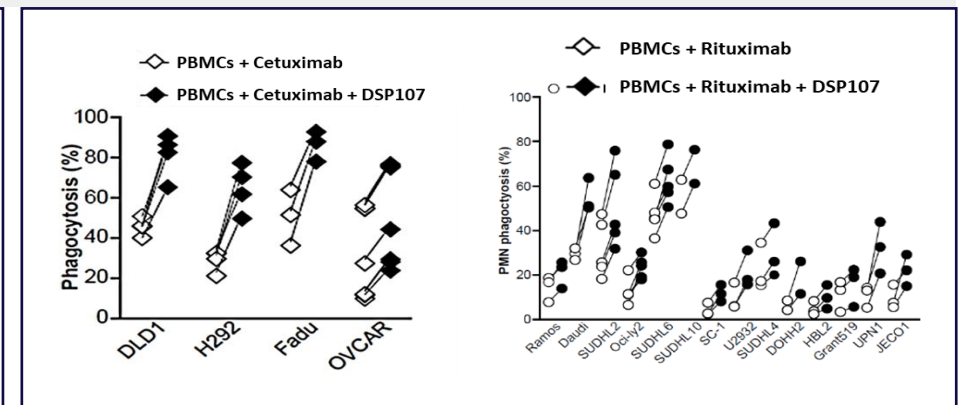 PBMCs + Cetuximab
PBMCs + Cetuximab + DSP107
Phagocytosis (%)
100
80
60
40
20
0
DLD1
H292
Fadu
OVCAR
PBMCs + Rituximab
PBMCs + Rituximab + DSP107
PMN phagoctyosis (%)
100
80
60
40
20
0
Ramos
Daudi
SUDHL2
Oci-ly2
SUDHL6
SUDHL10
SC-1
U2932
SUDHL4
DOHH2
HBL2
Grant519
UPN1
JECO1